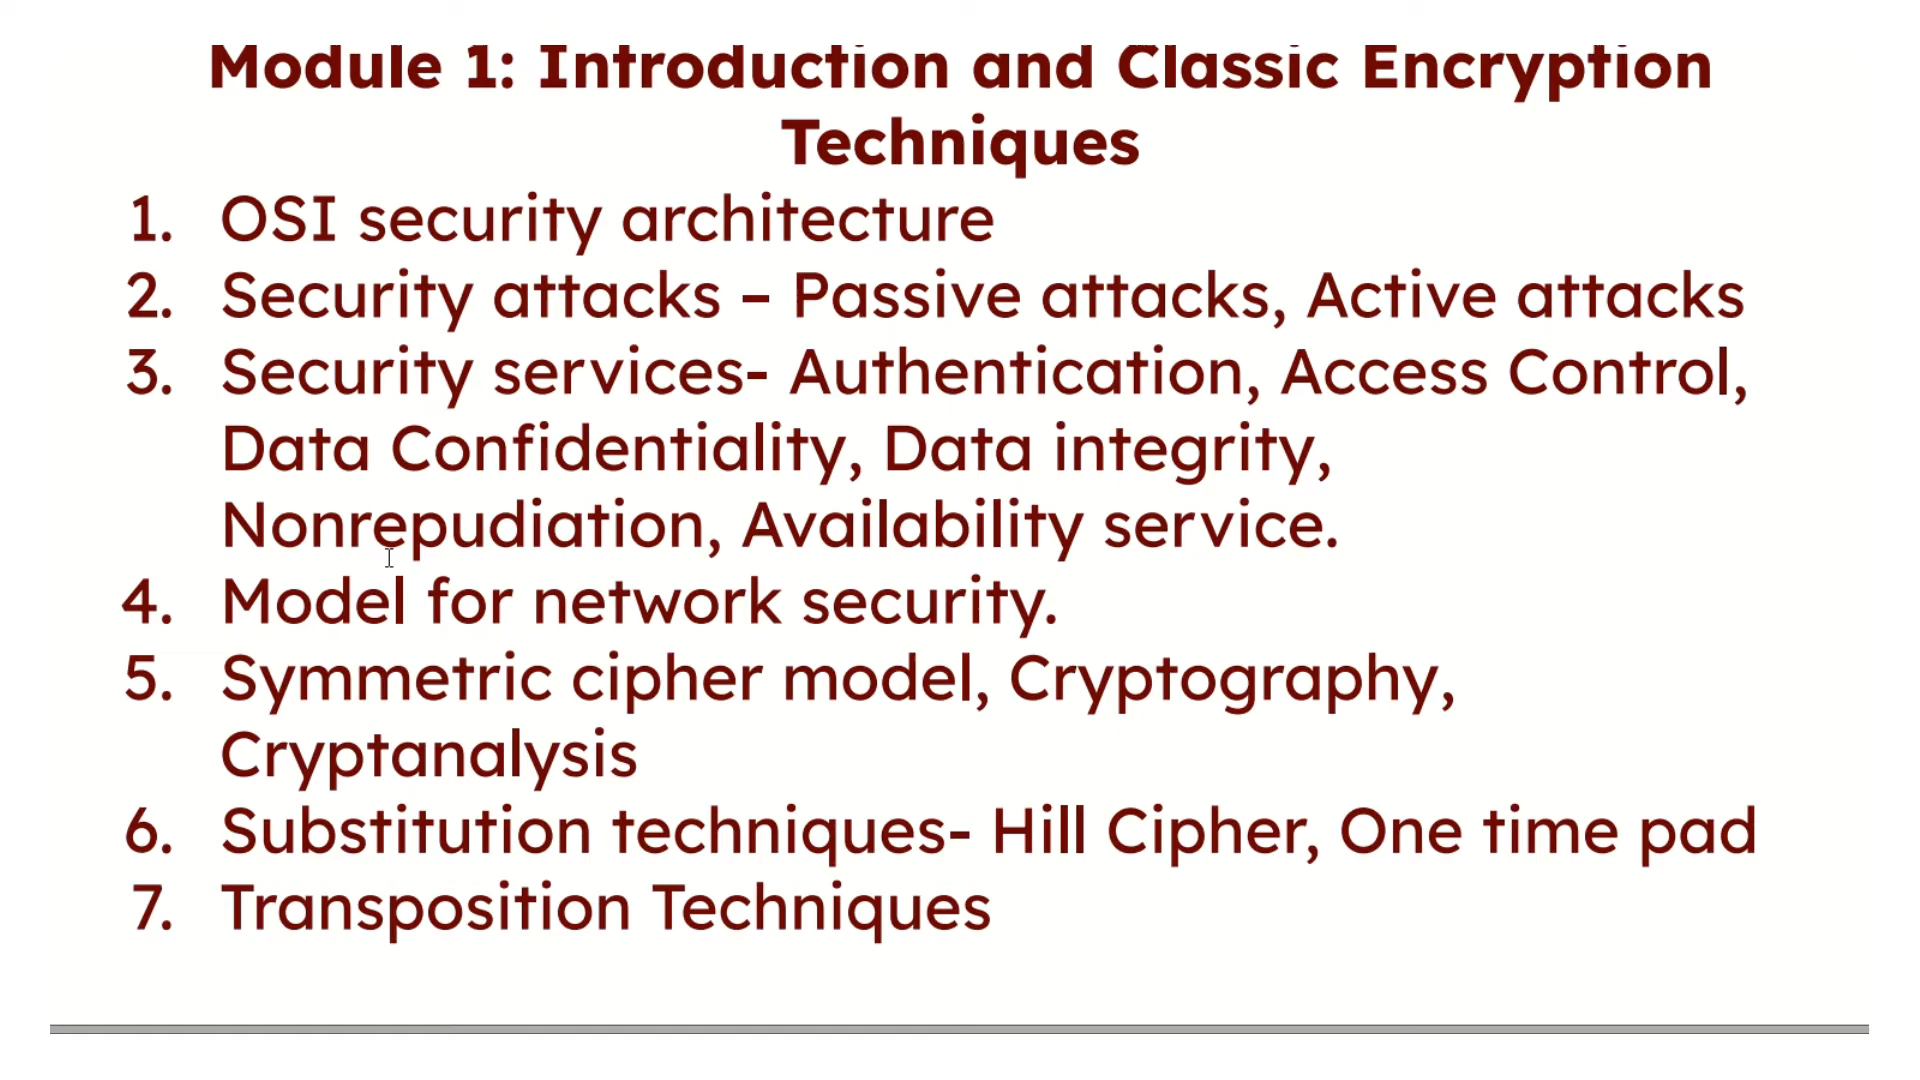 Module 1: Introduction and Classic Encryption
Techniques
1. OSI security architecture
2. Security attacks – Passive attacks, Active attacks
3. Security services- Authentication, Access Control,
Data Confidentiality, Data integrity,
Nonrepudiation, Availability service.
4. Model for network security.
5. Symmetric cipher model, Cryptography,
Cryptanalysis
6. Substitution techniques- Hill Cipher, One time pad
7. Transposition Techniques